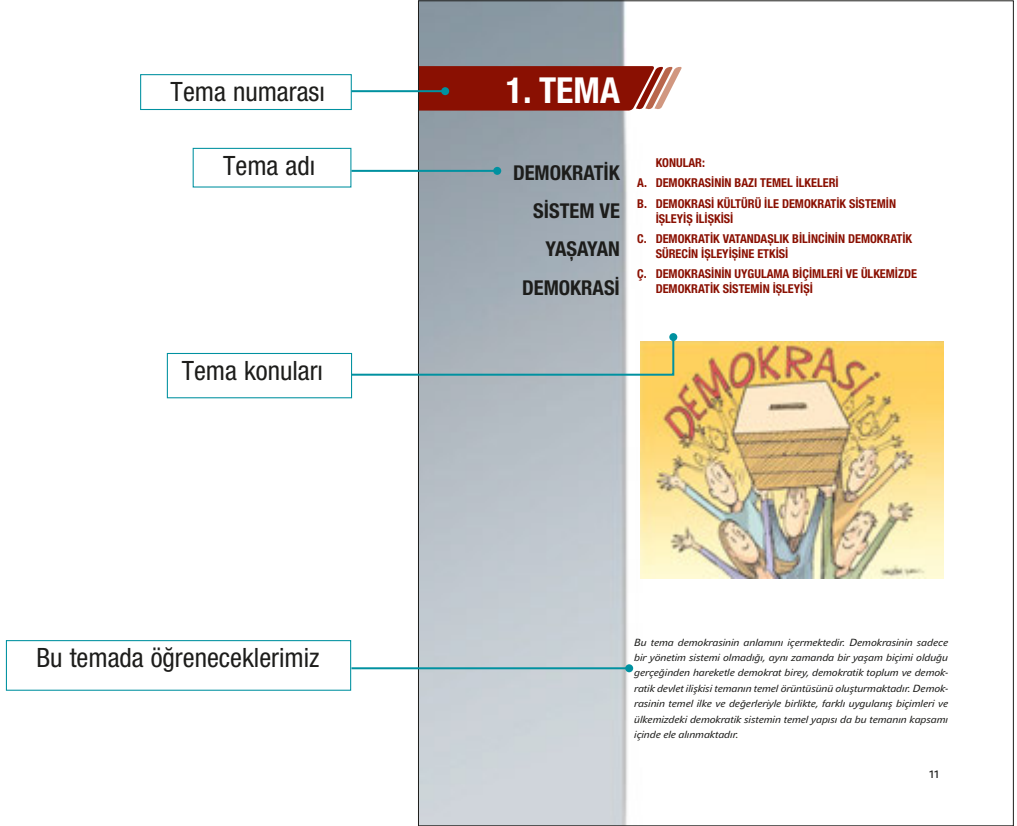 Tema numarası
1. TEMA
Tema adı
DEMOKRATİK
SİSTEM VE
YAŞAYAN
DEMOKRASİ
KONULAR:
A. DEMOKRASİNİN BAZI TEMEL İLKELERİ
B. DEMOKRASİ KÜLTÜRÜ İLE DEMOKRATİK SİSTEMİN
İŞLEYİŞ İLİŞKİSİ
C. DEMOKRATİK VATANDAŞLIK BİLİNCİNİN DEMOKRATİK
SÜRECİN İŞLEYİŞİNE ETKİSİ
Ç. DEMOKRASİNİN UYGULAMA BİÇİMLERİ VE ÜLKEMİZDE
DEMOKRATİK SİSTEMİN İŞLEYİŞİ
Tema konuları
DEMOKRASİ
Bu temada öğreneceklerimiz
Bu tema demokrasinin anlamını içermektedir. Demokrasinin sadece
bir yönetim sistemi olmadığı, aynı zamanda bir yaşam biçimi olduğu
gerçeğinden hareketle demokrat birey, demokratik toplum ve demok-
ratik devlet ilişkisi temanın temel örüntüsünü oluşturmaktadır. Demok-
rasinin temel ilke ve değerleriyle birlikte, farklı uygulanış biçimleri ve
ülkemizdeki demokratik sistemin temel yapısı da bu temanın kapsamı
içinde ele alınmaktadır.
11